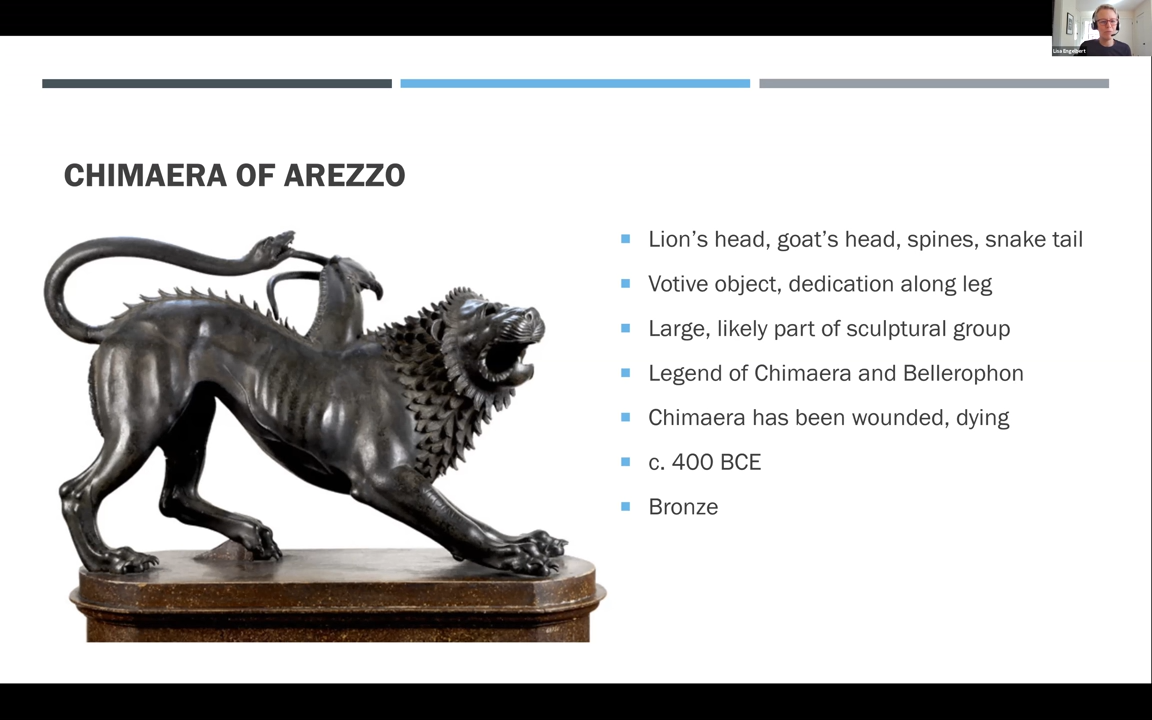 Lisa Engelbert
CHIMAERA OF AREZZO
Lion's head, goat's head, spines, snake tail
Votive object, dedication along leg
Large, likely part of sculptural group
Legend of Chimaera and Bellerophon
Chimaera has been wounded, dying
c. 400 BCE
Bronze